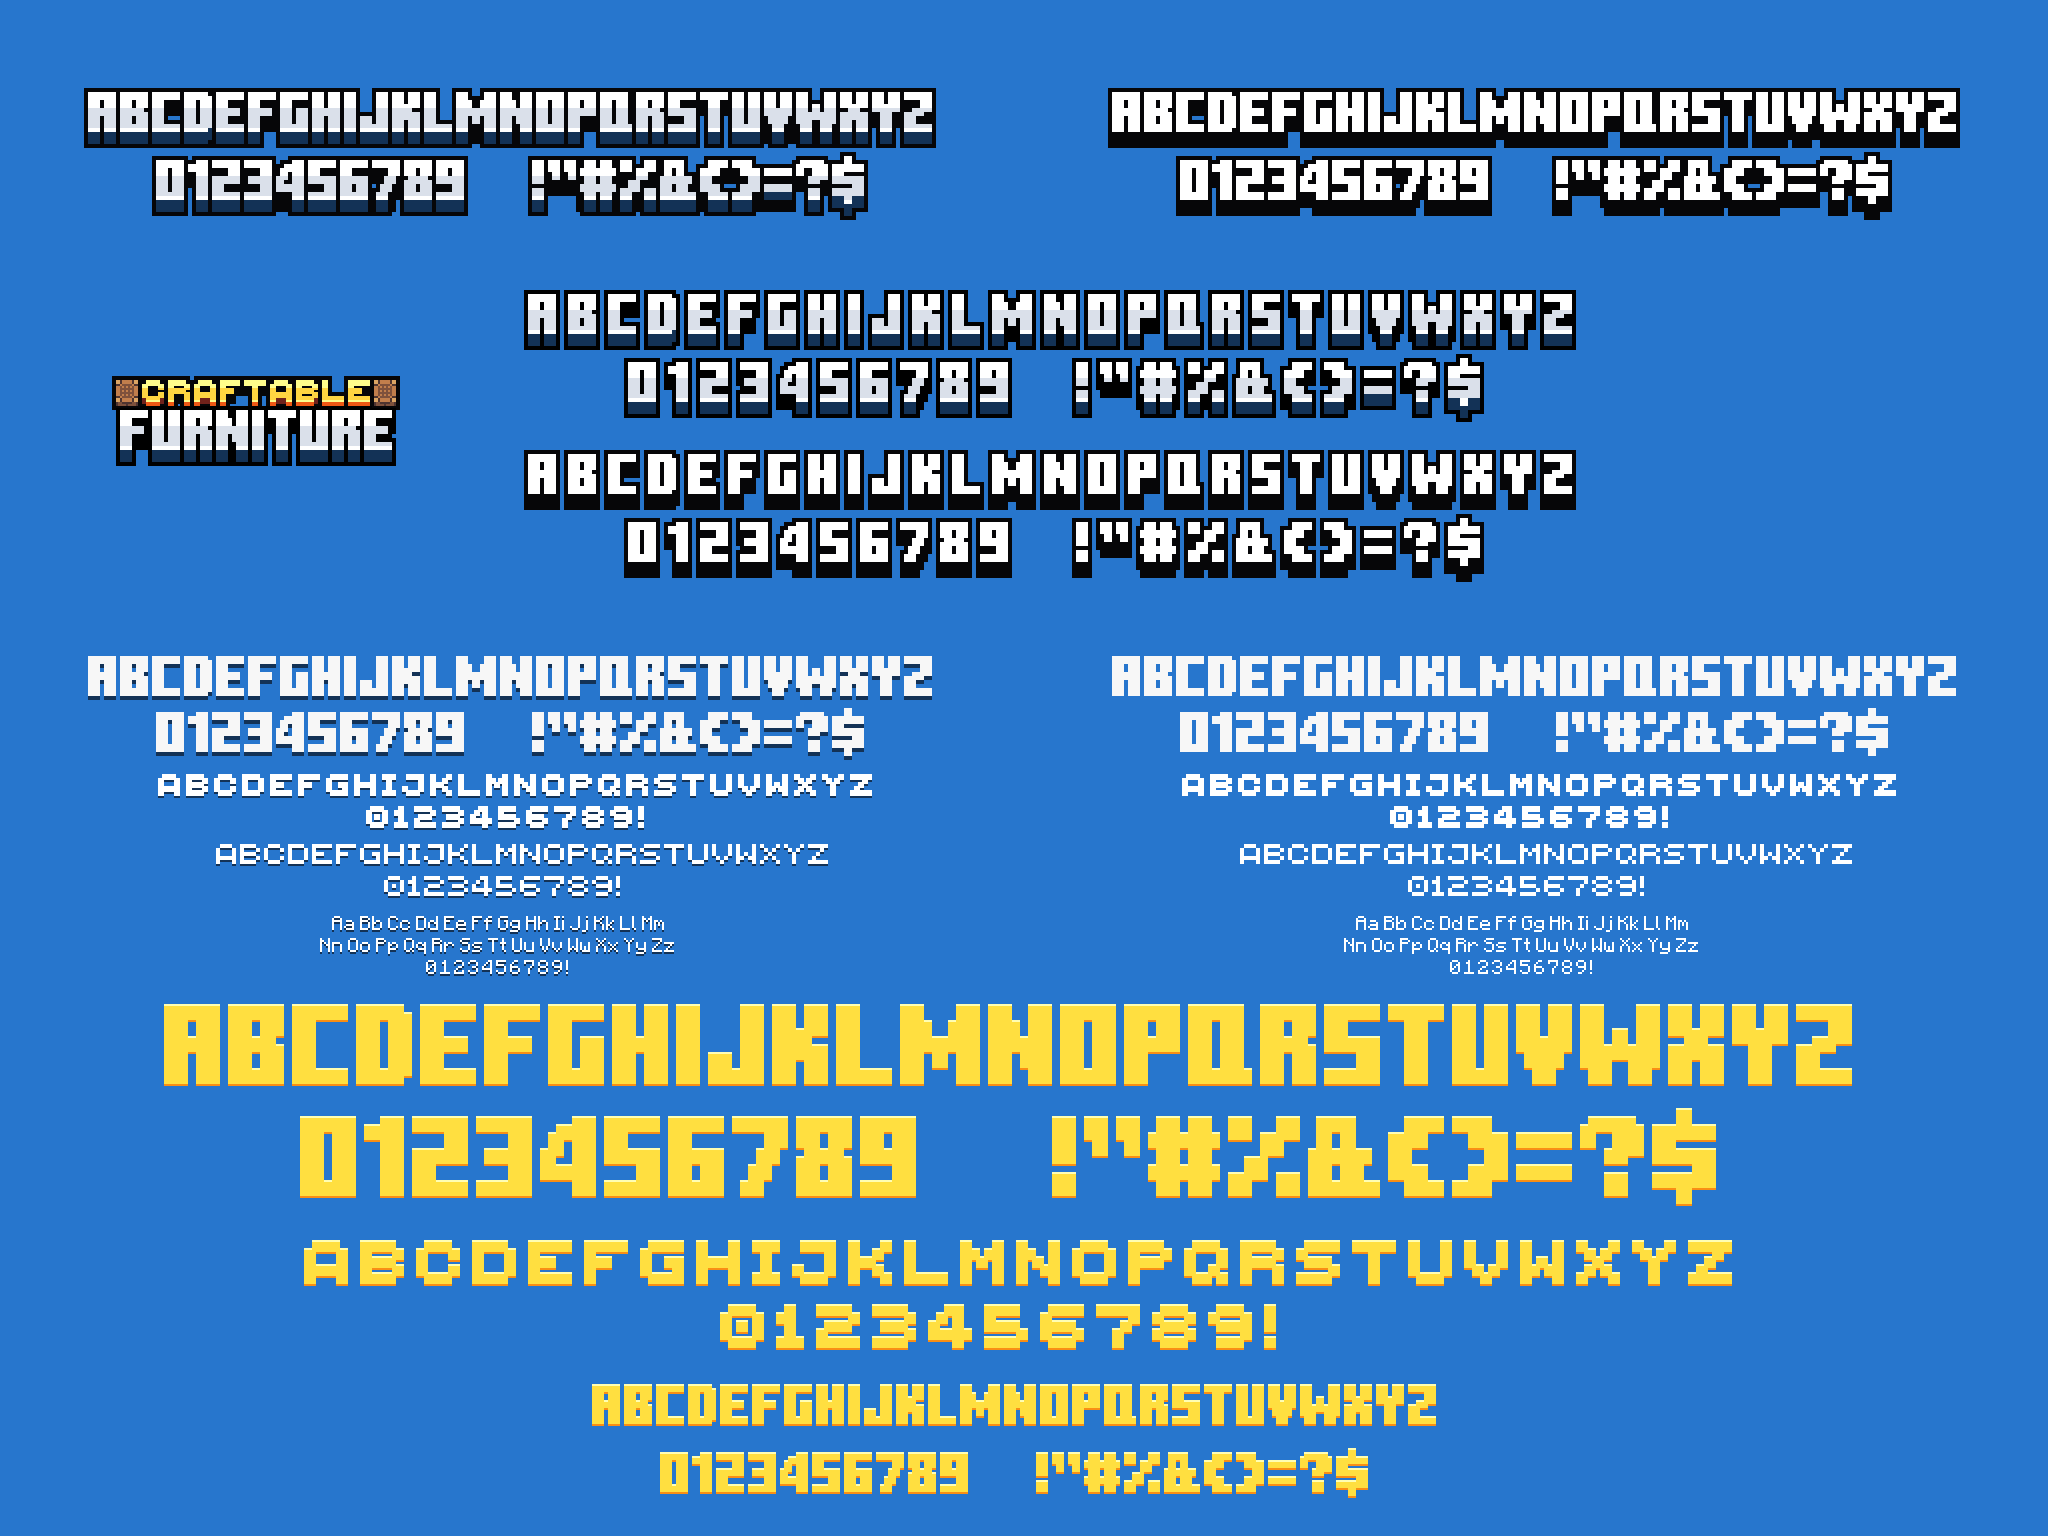 ABCDEFGHIJKLMNOPQRSTUVWXYZ
0123456789 !"#%&()=?$
ABCDEFGHIJKLMNOPQRSTUVWXYZ
0123456789 !"#%&()=?$
ABCDEFGHIJKLMNOPQRSTUVWXYZ
0123456789 !"#%&()=?$
CRAFTABLE
FURNITURE
ABCDEFGHIJKLMNOPQRSTUVWXYZ
0123456789 !"#%&()=?$
ABCDEFGHIJKLMNOPQRSTUVWXYZ
0123456789 !"#%&()=?$
ABCDEFGHIJKLMNOPQRSTUVWXYZ
0123456789!
ABCDEFGHIJKLMNOPQRSTUVWXYZ
0123456789!
Aa Bb Cc Dd Ee Ff Gg Hh Ii Jj Kk Ll Mm
Nn Oo Pp Qq Rr Ss Tt Uu Vv Ww Xx Yy Zz
0123456789!
ABCDEFGHIJKLMNOPQRSTUVWXYZ
0123456789 !"#%&()=?$
ABCDEFGHIJKLMNOPQRSTUVWXYZ
0123456789!
ABCDEFGHIJKLMNOPQRSTUVWXYZ
0123456789!
Aa Bb Cc Dd Ee Ff Gg Hh Ii Jj Kk Ll Mm
Nn Oo Pp Qq Rr Ss Tt Uu Vv Ww Xx Yy Zz
0123456789!
ABCDEFGHIJKLMNOPQRSTUVWXYZ
0123456789 !"#%&()=?$
ABCDEFGHIJKLMNOPQRSTUVWXYZ
0123456789!
ABCDEFGHIJKLMNOPQRSTUVWXYZ
0123456789 !"#%&()=?$